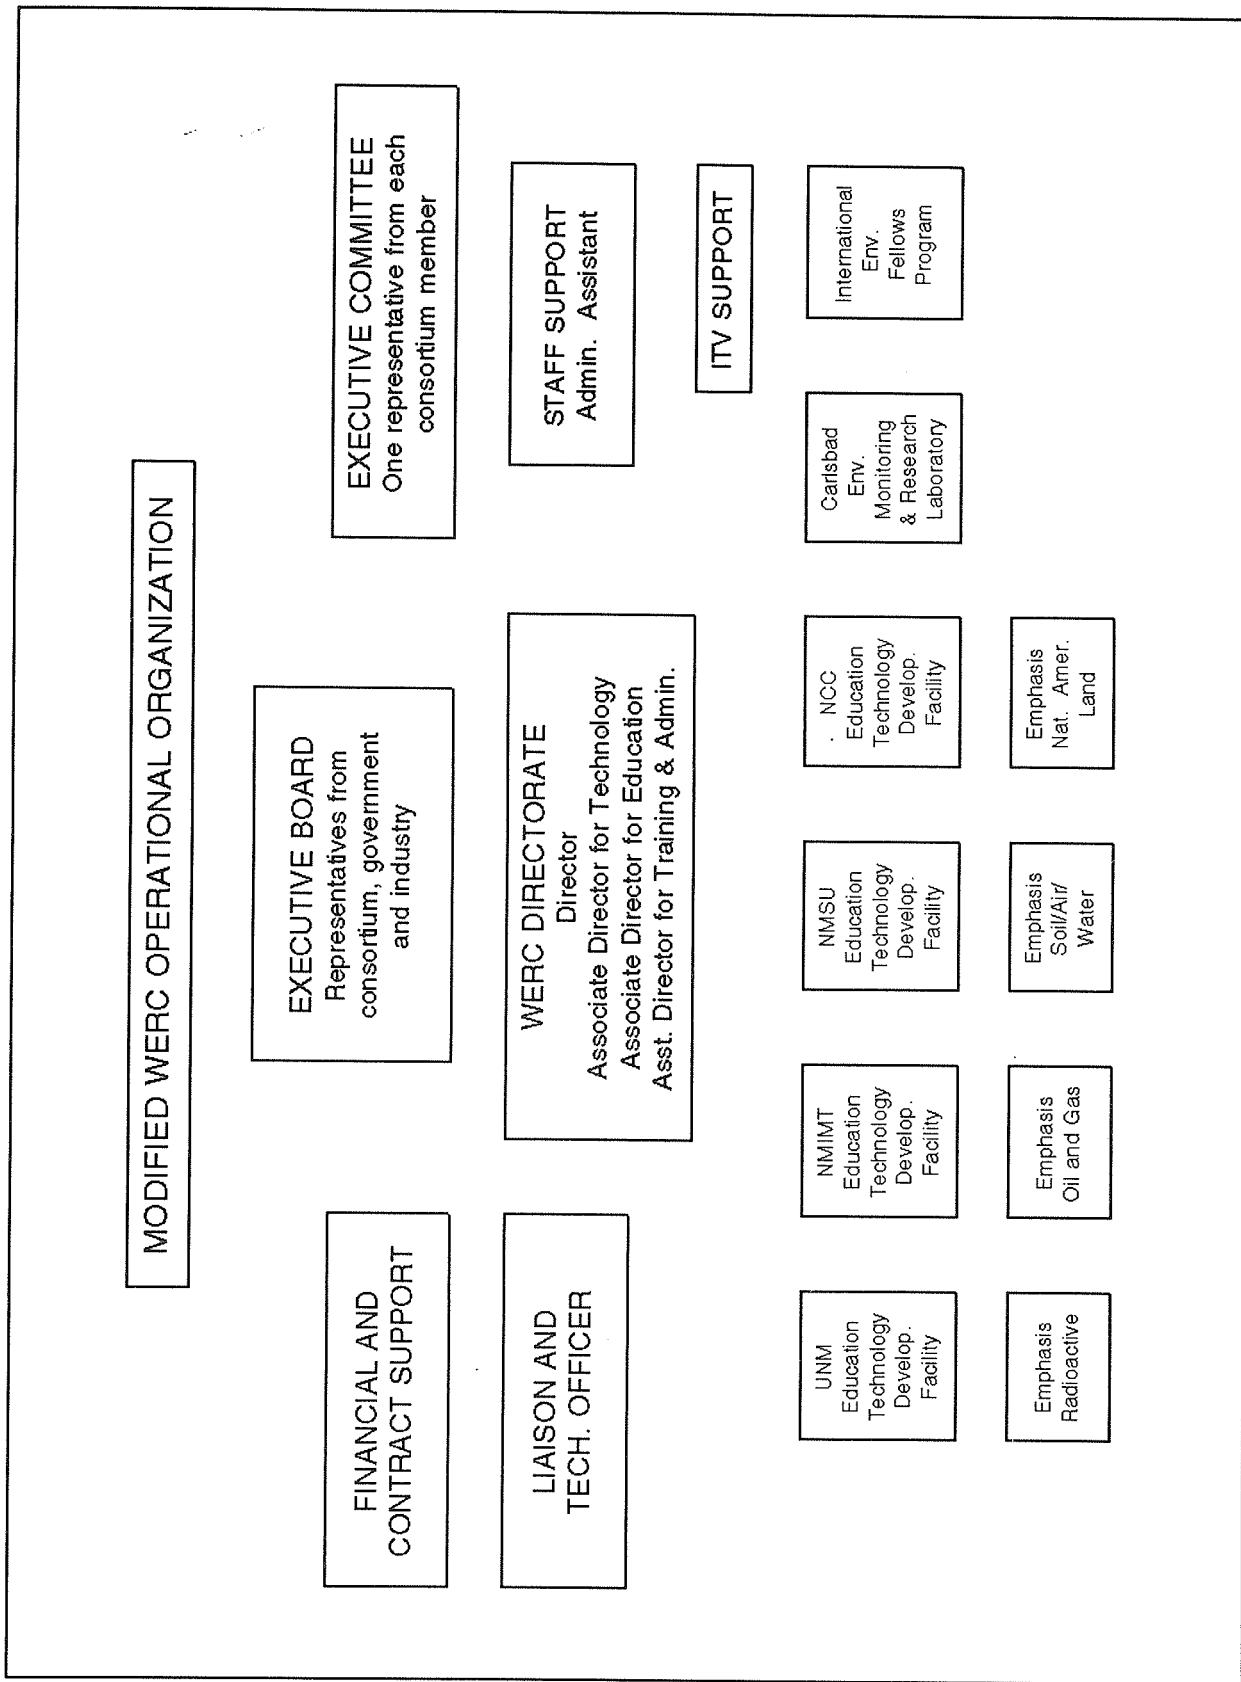 MODIFIED WERC OPERATIONAL ORGANIZATION
EXECUTIVE BOARD
Representatives from
consortium, government
and industry
FINANCIAL AND
CONTRACT SUPPORT
EXECUTIVE COMMITTEE
One representative from each
consortium member
LIAISON AND
TECH. OFFICER
WERC DIRECTORATE
Director
Associate Director for Technology
Associate Director for Education
Asst. Director for Training & Admin.
STAFF SUPPORT
Admin. Assistant
ITV SUPPORT
UNM
Education
Technology
Develop.
Facility
NMIMT
Education
Technology
Develop.
Facility
NMSU
Education
Technology
Develop.
Facility
NCC
Education
Technology
Develop.
Facility
Carlsbad
Env.
Monitoring
& Research
Laboratory
International
Env.
Fellows
Program
Emphasis
Radioactive
Emphasis
Oil and Gas
Emphasis
Soil/Air/
Water
Emphasis
Nat. Amer.
Land